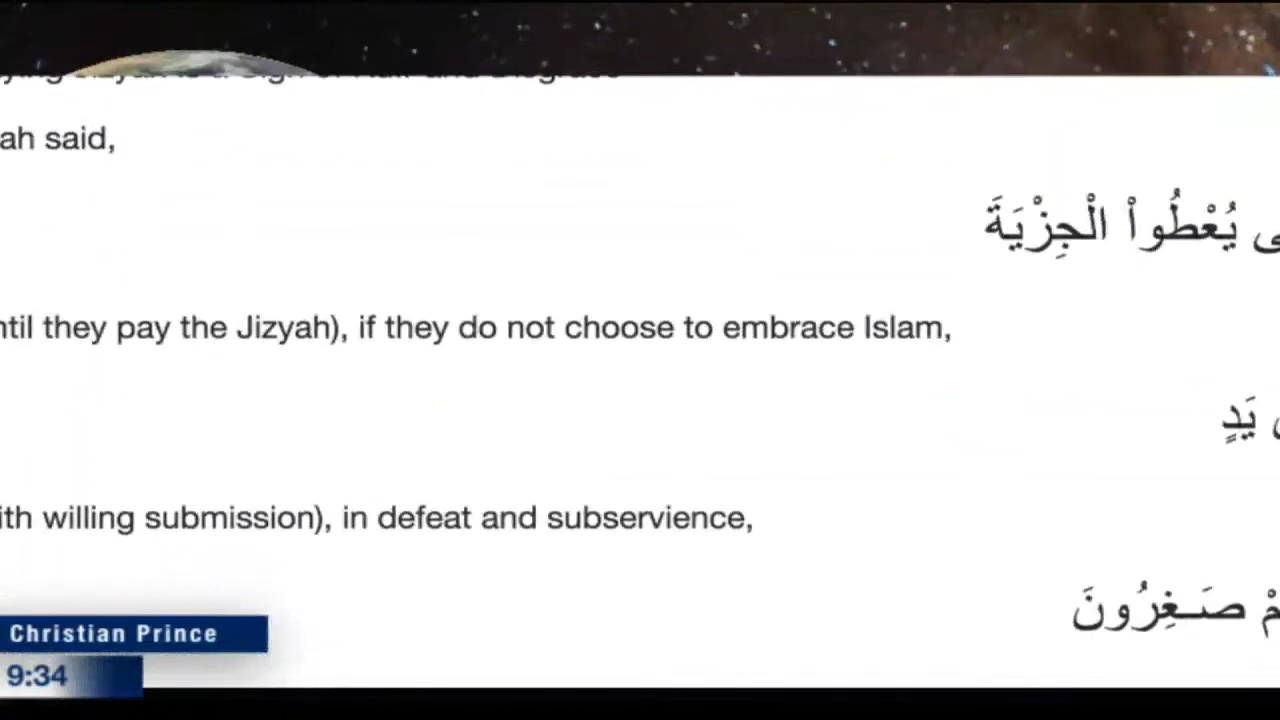 ah said,
يُعْطُواْ الْجِزْيَةَ
ntil they pay the Jizyah), if they do not choose to embrace Islam,
يَدٍ
ith willing submission), in defeat and subservience,
صَـغِرُونَ
Christian Prince
9:34